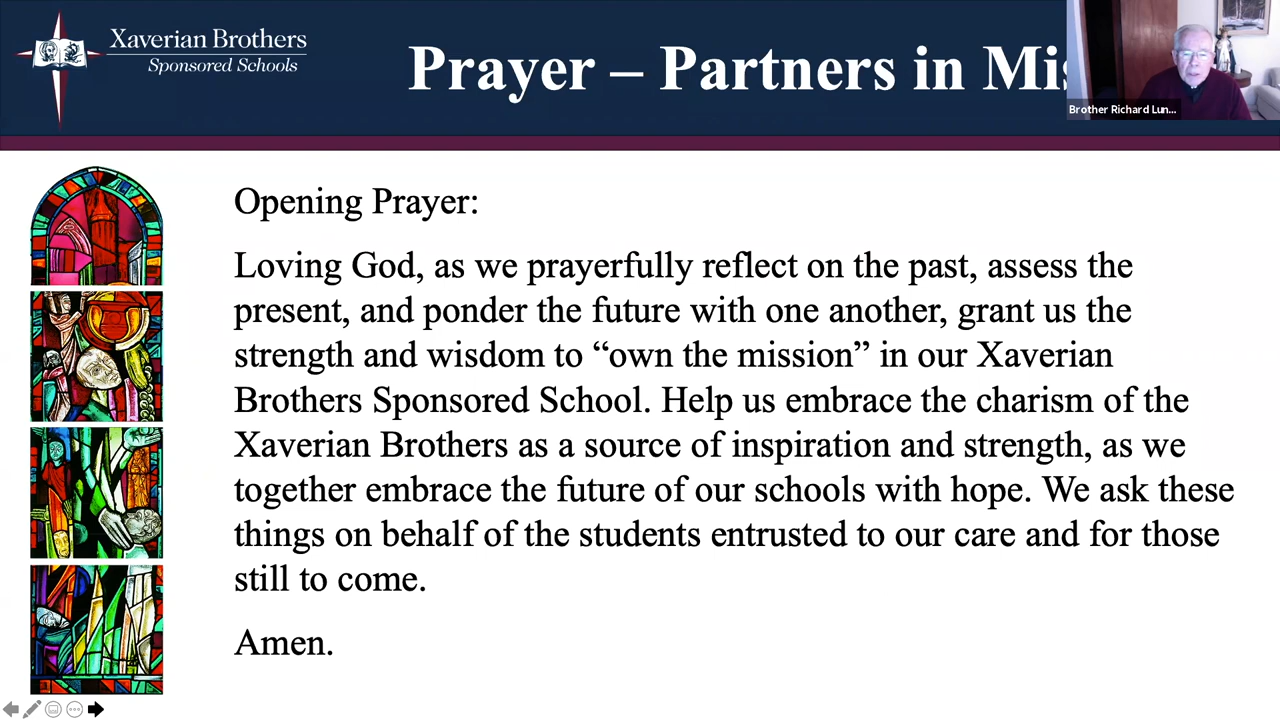 Xaverian Brothers
Sponsored Schools
Prayer – Partners in Mis
Brother Richard Lun...
Opening Prayer:
Loving God, as we prayerfully reflect on the past, assess the
present, and ponder the future with one another, grant us the
strength and wisdom to “own the mission” in our Xaverian
Brothers Sponsored School. Help us embrace the charism of the
Xaverian Brothers as a source of inspiration and strength, as we
together embrace the future of our schools with hope. We ask these
things on behalf of the students entrusted to our care and for those
still to come.
Amen.